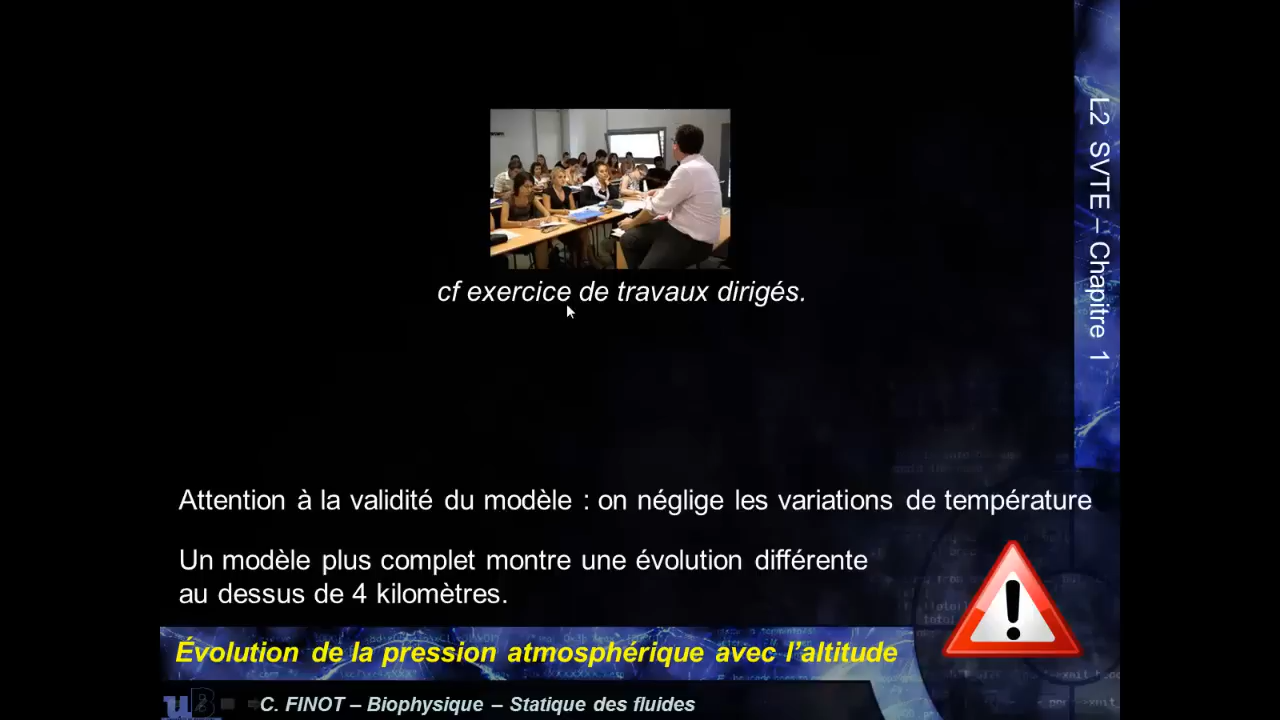 cf exercice de travaux dirigés.
Attention à la validité du modèle : on néglige les variations de température
Un modèle plus complet montre une évolution différente
au dessus de 4 kilomètres.
Évolution de la pression atmosphérique avec l’altitude
C. FINOT – Biophysique – Statique des fluides
L2 SVTE – Chapitre 1